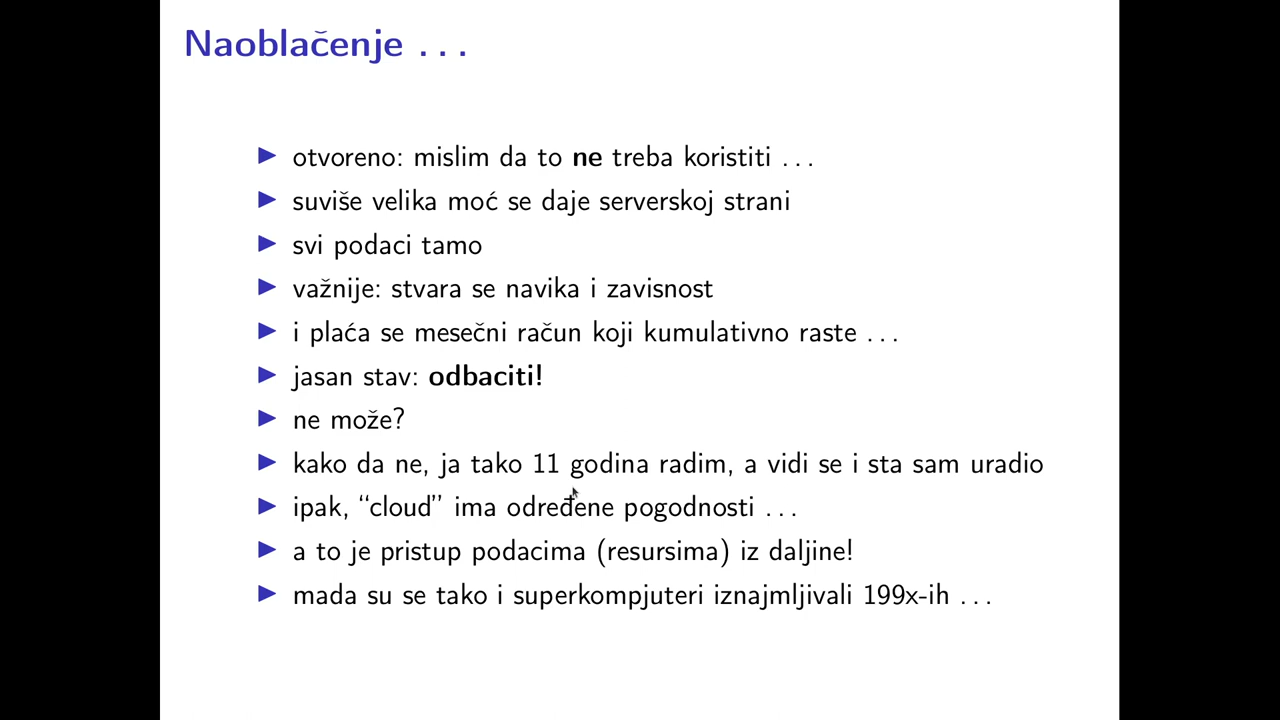 Naoblačenje . . .
otvoreno: mislim da to ne treba koristiti . . .
suviše velika moć se daje serverskoj strani
svi podaci tamo
važnije: stvara se navika i zavisnost
i plaća se mesečni račun koji kumulativno raste . . .
jasan stav: odbaciti!
ne može?
kako da ne, ja tako 11 godina radim, a vidi se i sta sam uradio
ipak, “cloud” ima određene pogodnosti . . .
a to je pristup podacima (resursima) iz daljine!
mada su se tako i superkompjuteri iznajmljivali 199x-ih . . .